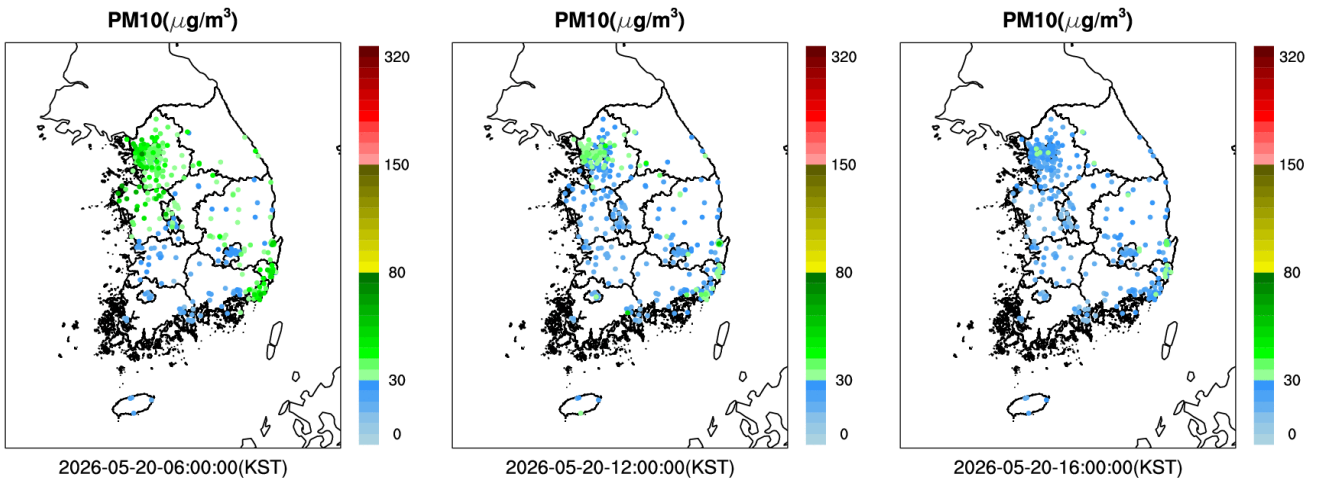 PM10(μg/m³) PM10(μg/m³) PM10(μg/m³)
320 320 320
150 150 150
80 80 80
30 30 30
0 0 0
2026-05-20-06:00:00(KST) 2026-05-20-12:00:00(KST) 2026-05-20-16:00:00(KST)